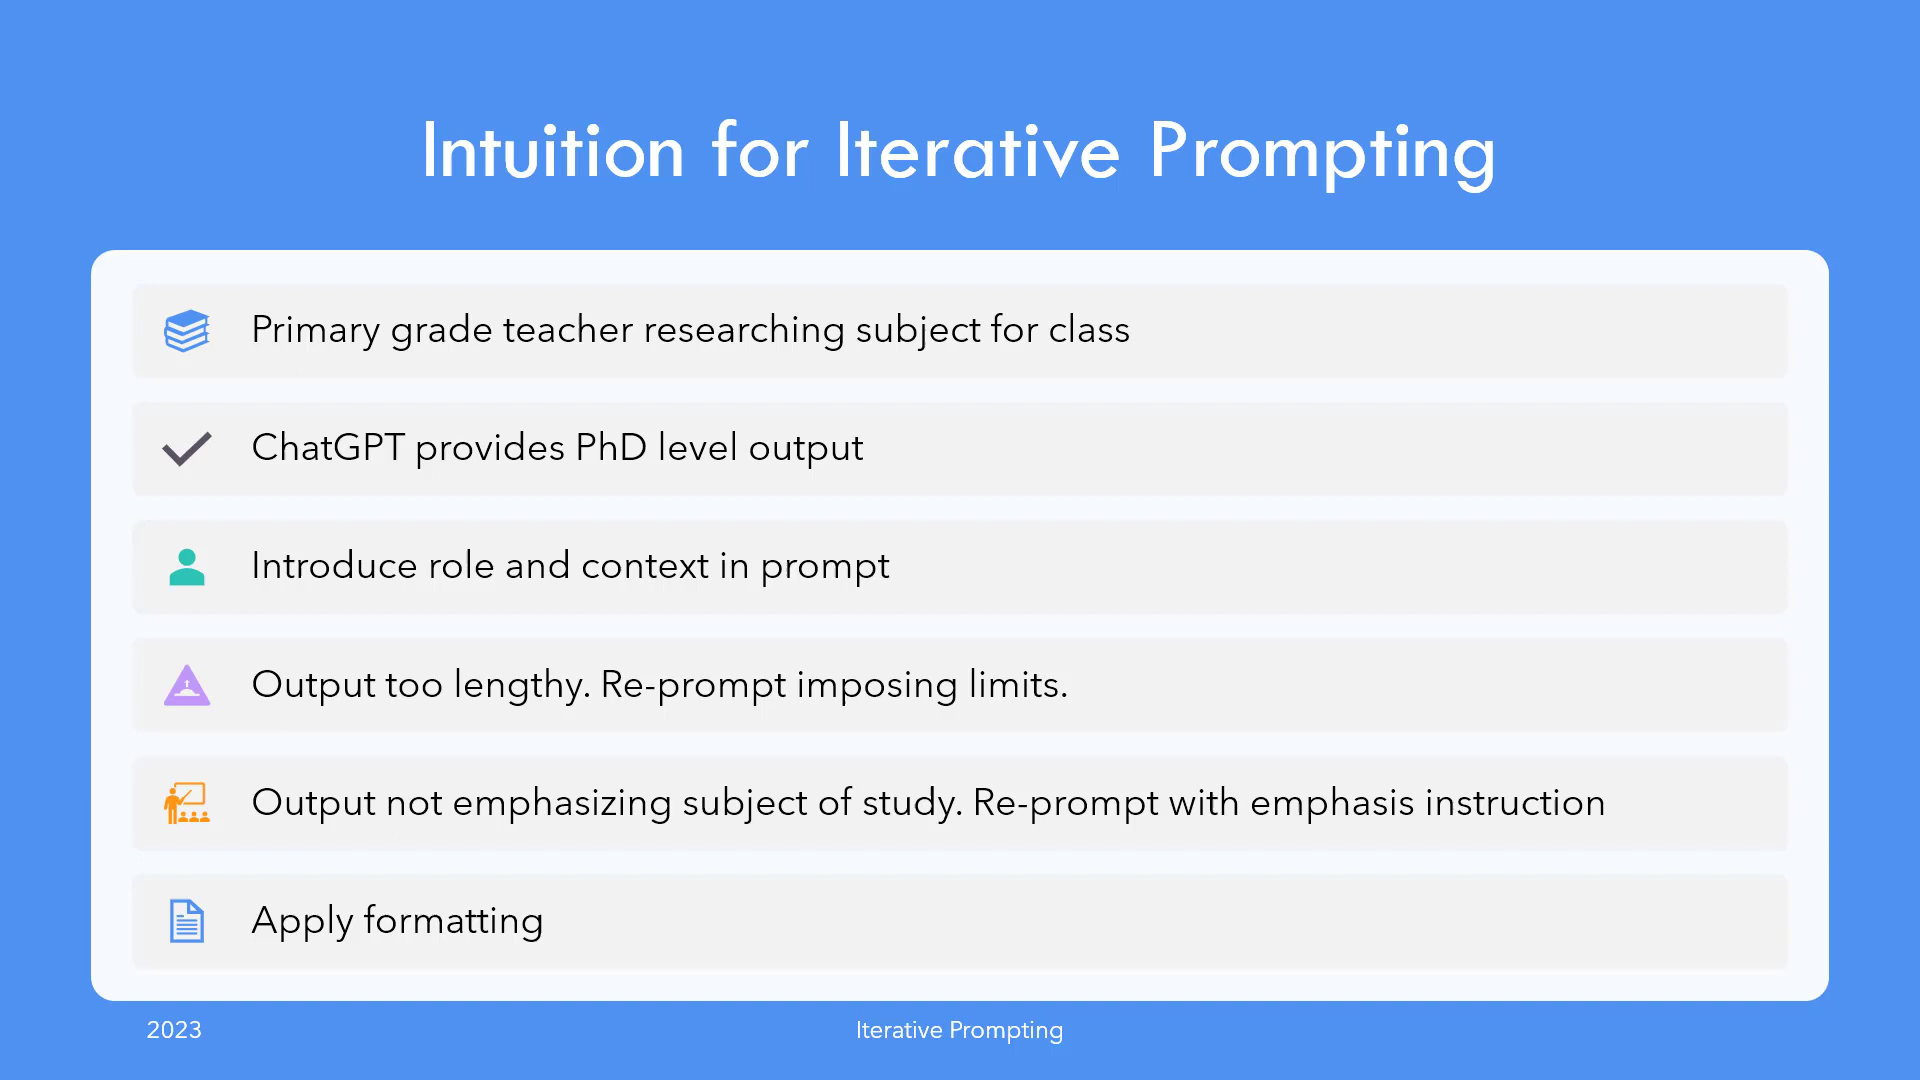 Intuition for Iterative Prompting
Primary grade teacher researching subject for class
ChatGPT provides PhD level output
Introduce role and context in prompt
Output too lengthy. Re-prompt imposing limits.
Output not emphasizing subject of study. Re-prompt with emphasis instruction
Apply formatting
2023
Iterative Prompting